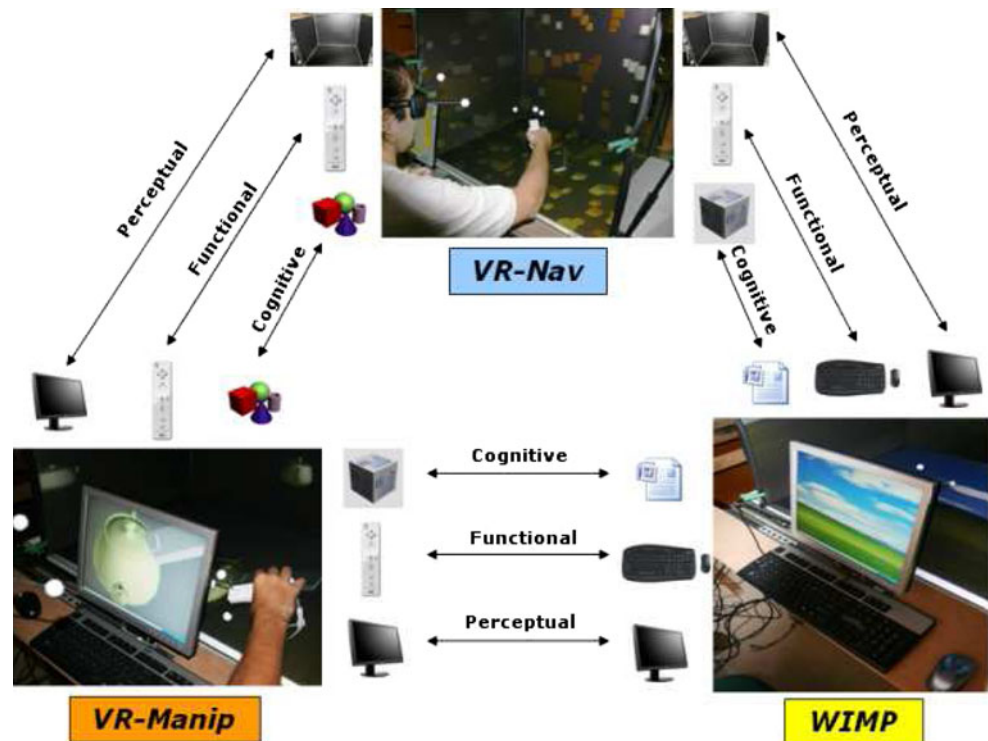 Perceptual
Functional
Cognitive
VR-Nav
Cognitive
Functional
Perceptual
Cognitive
Functional
Perceptual
VR-Manip
WIMP